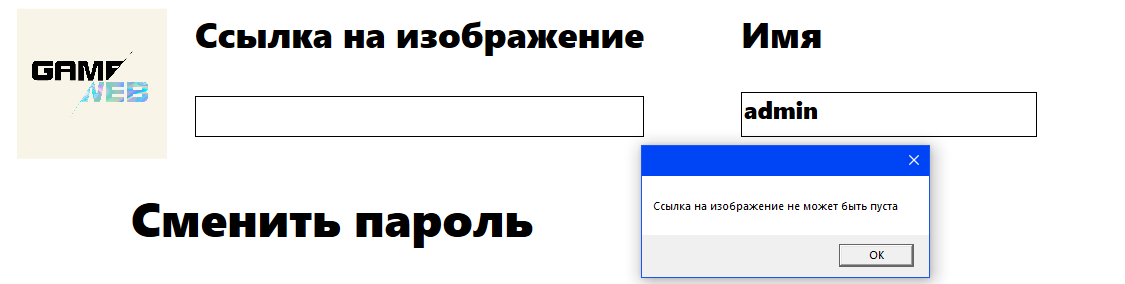 GAME
WEB
Ссылка на изображение
Имя
admin
Ссылка на изображение не может быть пуста
OK
Сменить пароль